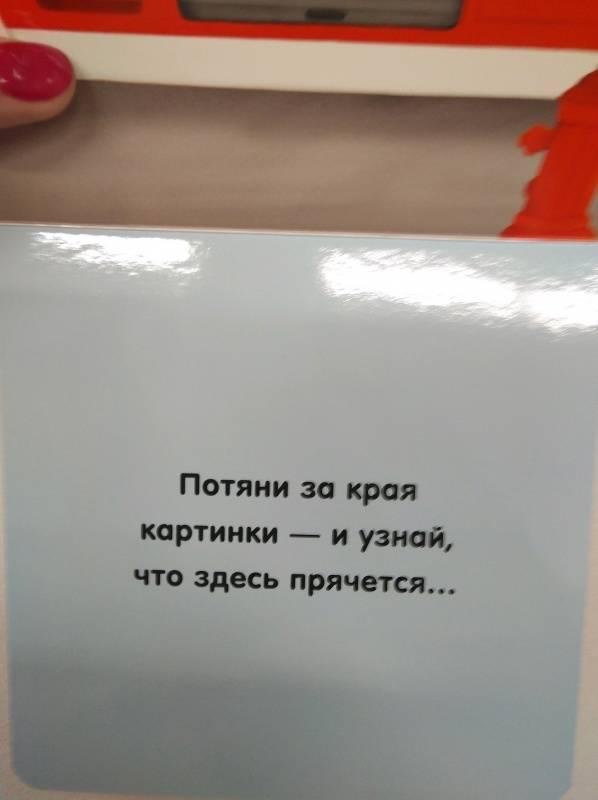 Потяни за края
картинки — и узнай,
что здесь прячется...